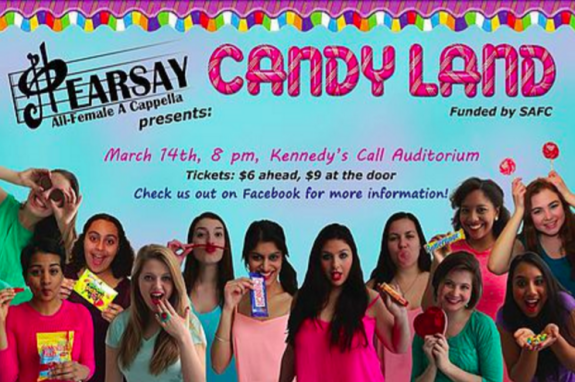 HEARSAY
All-Female A Cappella
presents:
CANDY LAND
Funded by SAFC
March 14th, 8 pm, Kennedy's Call Auditorium
Tickets: $6 ahead, $9 at the door
Check us out on Facebook for more information!